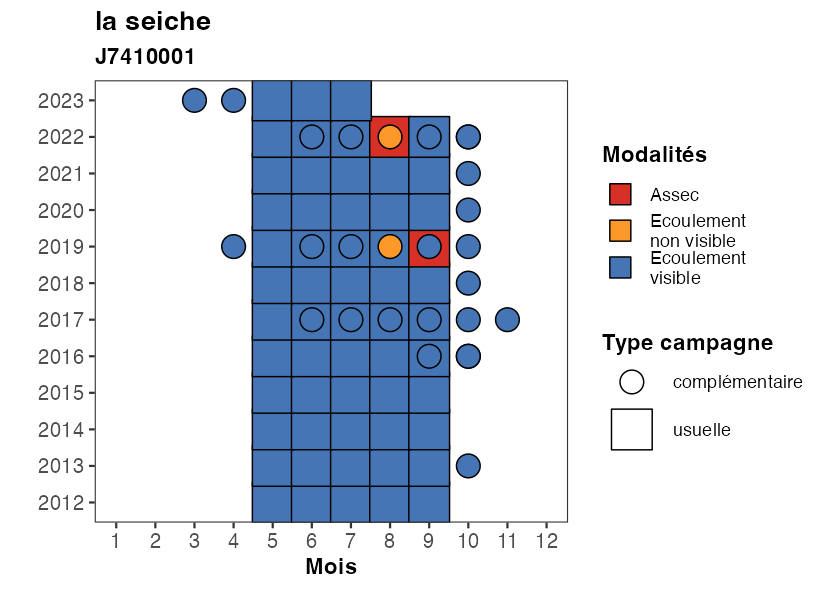 la seiche
J7410001
2023
2022
2021
2020
2019
2018
2017
2016
2015
2014
2013
2012
1 2 3 4 5 6 7 8 9 10 11 12
Mois
Modalités
Assec
Ecoulement
non visible
Ecoulement
visible
Type campagne
complémentaire
usuelle